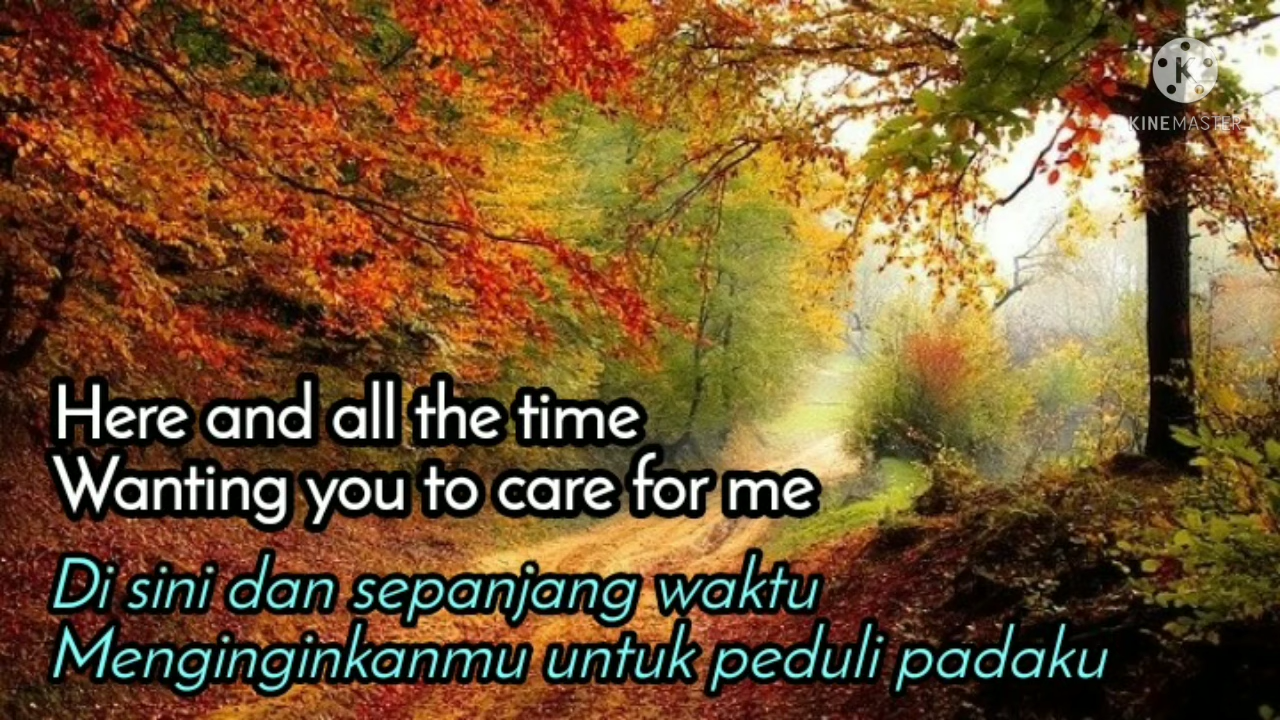 K
KINEMASTER
Here and all the time
Wanting you to care for me
Di sini dan sepanjang waktu
Menginginkanmu untuk peduli padaku